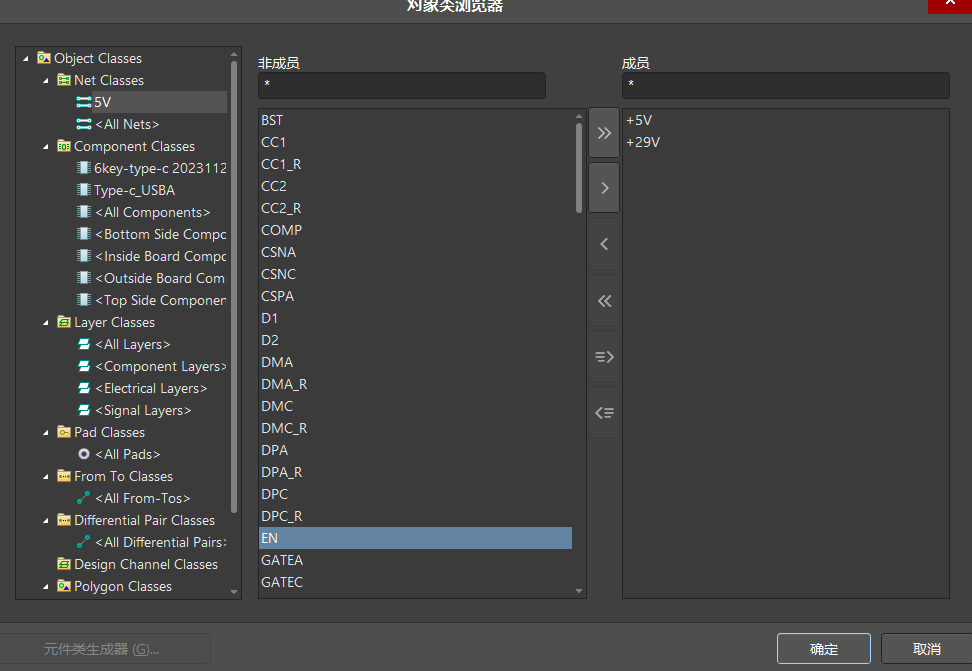 对象类浏览器
Object Classes
Net Classes
5V
<All Nets>
Component Classes
6key-type-c 2023112
Type-c_USBA
<All Components>
<Bottom Side Compo
<Inside Board Compo
<Outside Board Com
<Top Side Componen
Layer Classes
<All Layers>
<Component Layers>
<Electrical Layers>
<Signal Layers>
Pad Classes
<All Pads>
From To Classes
<All From-Tos>
Differential Pair Classes
<All Differential Pairs>
Design Channel Classes
Polygon Classes
非成员
*
BST
CC1
CC1_R
CC2
CC2_R
COMP
CSNA
CSNC
CSPA
D1
D2
DMA
DMA_R
DMC
DMC_R
DPA
DPA_R
DPC
DPC_R
EN
GATEA
GATEC
成员
*
+5V
+29V
元件类生成器 (G)...
确定
取消